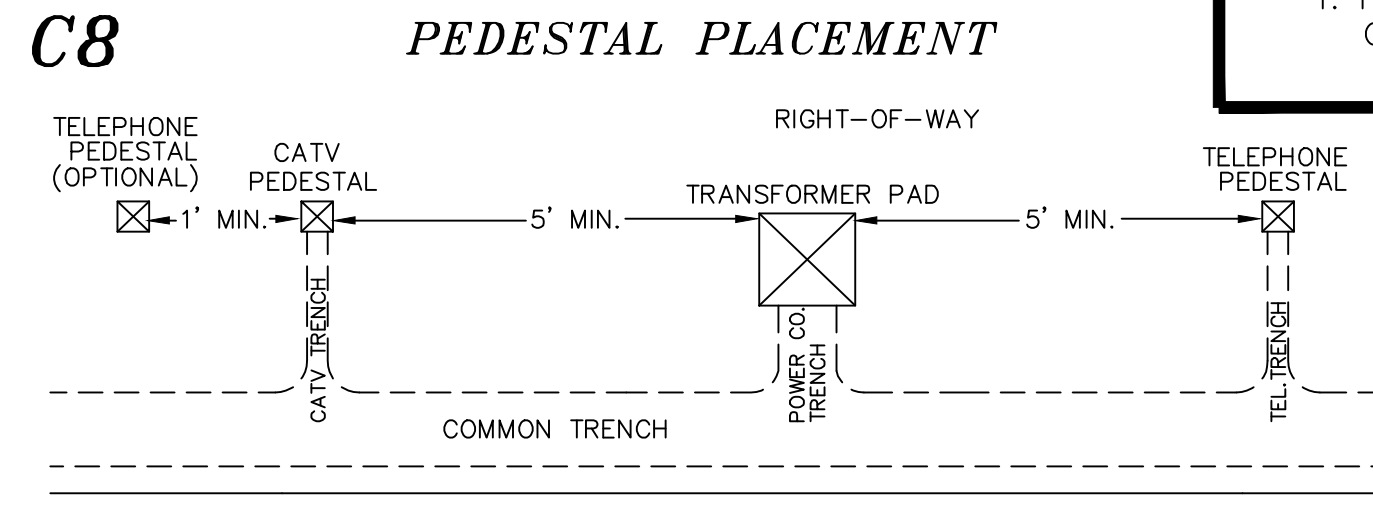 C8
PEDESTAL PLACEMENT
RIGHT-OF-WAY
TELEPHONE
PEDESTAL
(OPTIONAL)
CATV
PEDESTAL
TRANSFORMER PAD
TELEPHONE
PEDESTAL
1' MIN.
5' MIN.
5' MIN.
CATV TRENCH
POWER CO.
TRENCH
TEL. TRENCH
COMMON TRENCH